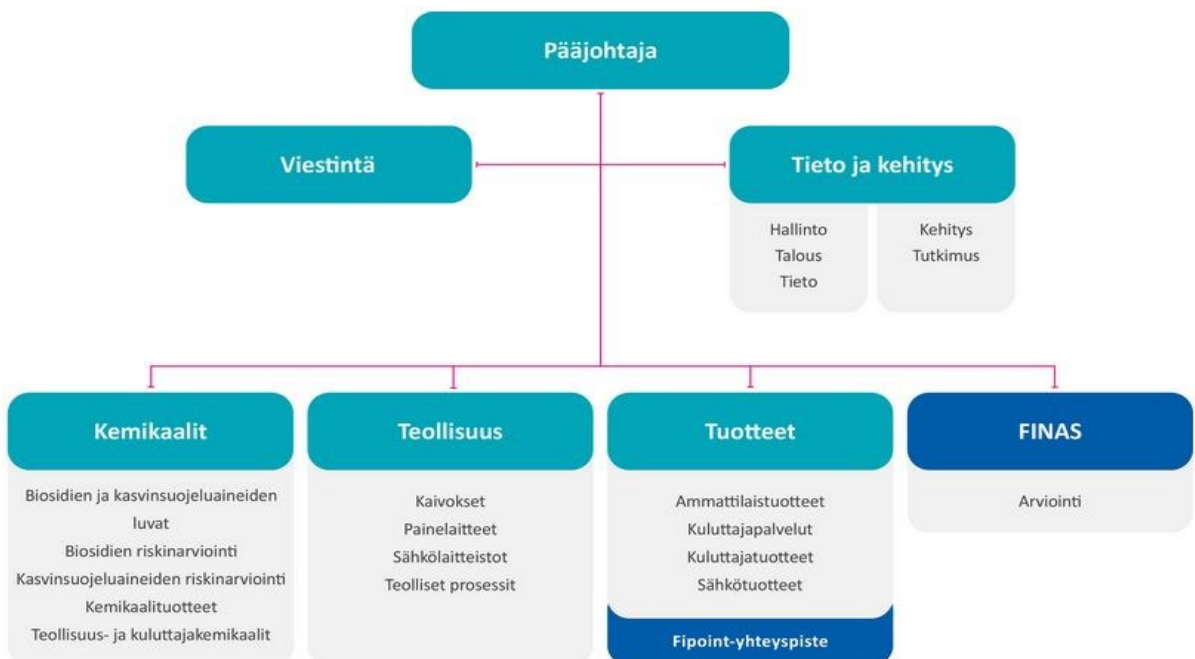 Pääjohtaja
Viestintä
Tieto ja kehitys
Hallinto
Talous
Tieto
Kehitys
Tutkimus
Kemikaalit
Biosidien ja kasvinsuojeluaineiden
luvat
Biosidien riskinarviointi
Kasvinsuojeluaineiden riskinarviointi
Kemikaalituotteet
Teollisuus- ja kuluttajakemikaalit
Teollisuus
Kaivokset
Painelaitteet
Sähkölaitteistot
Teolliset prosessit
Tuotteet
Ammattilaistuotteet
Kuluttajapalvelut
Kuluttajatuotteet
Sähkötuotteet
Fipoint-yhteyspiste
FINAS
Arviointi